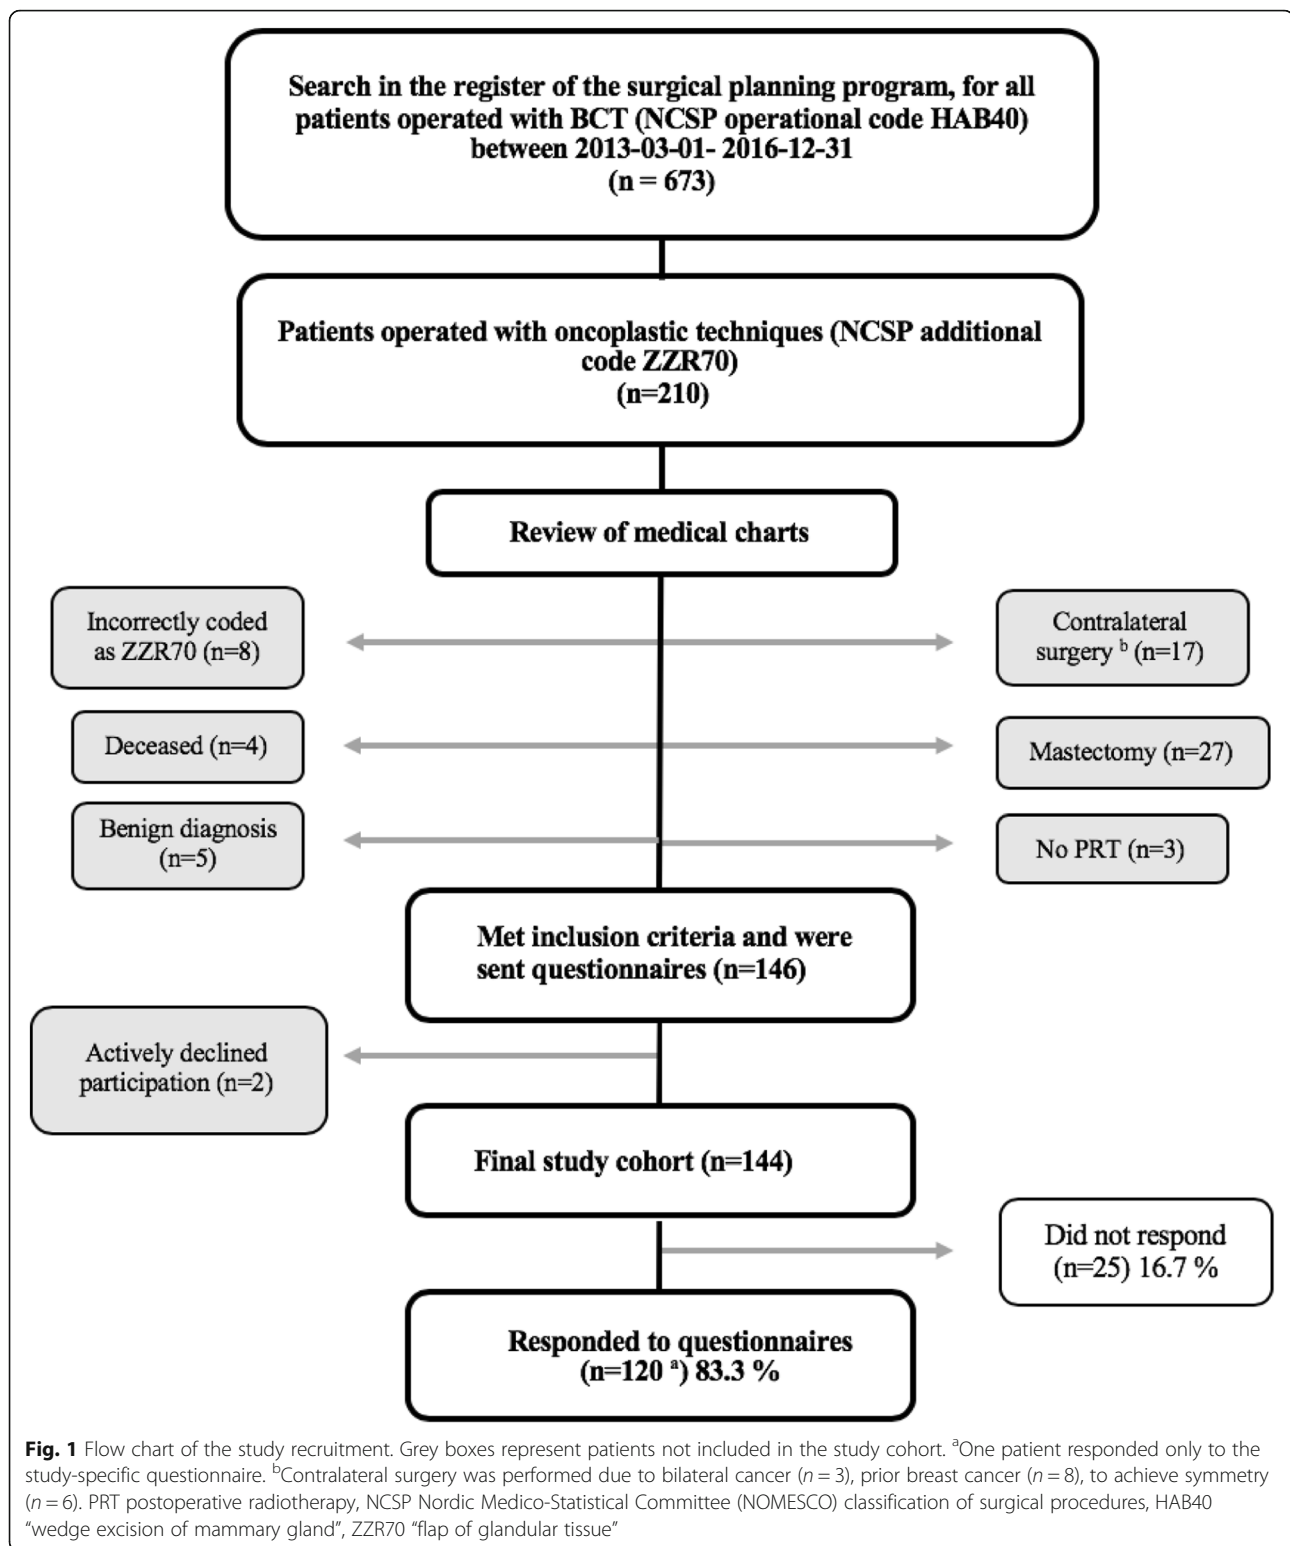 Search in the register of the surgical planning program, for all
patients operated with BCT (NCSP operational code HAB40)
between 2013-03-01- 2016-12-31
(n = 673)
Patients operated with oncoplastic techniques (NCSP additional
code ZZR70)
(n=210)
Review of medical charts
Incorrectly coded
as ZZR70 (n=8)
Contralateral
surgery b (n=17)
Deceased (n=4)
Mastectomy (n=27)
Benign diagnosis
(n=5)
No PRT (n=3)
Met inclusion criteria and were
sent questionnaires (n=146)
Actively declined
participation (n=2)
Final study cohort (n=144)
Did not respond
(n=25) 16.7 %
Responded to questionnaires
(n=120 a) 83.3 %
Fig. 1 Flow chart of the study recruitment. Grey boxes represent patients not included in the study cohort. aOne patient responded only to the
study-specific questionnaire. bContralateral surgery was performed due to bilateral cancer (n = 3), prior breast cancer (n = 8), to achieve symmetry
(n = 6). PRT postoperative radiotherapy, NCSP Nordic Medico-Statistical Committee (NOMESCO) classification of surgical procedures, HAB40
“wedge excision of mammary gland”, ZZR70 “flap of glandular tissue”